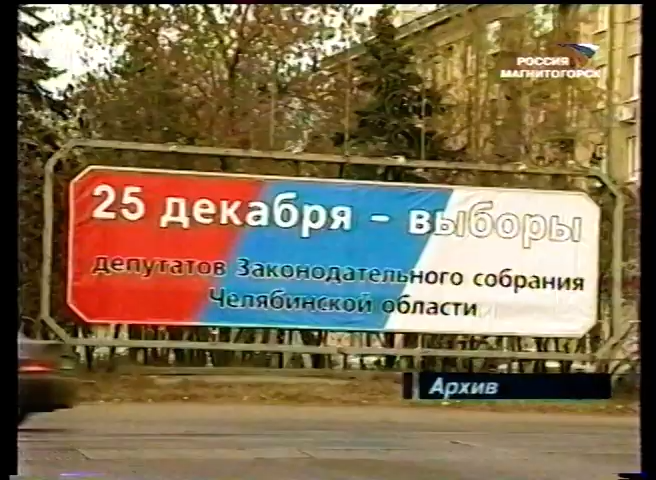 РОССИЯ
МАГНИТОГОРСК
25 декабря - выборы
депутатов Законодательного собрания
Челябинской области
Архив